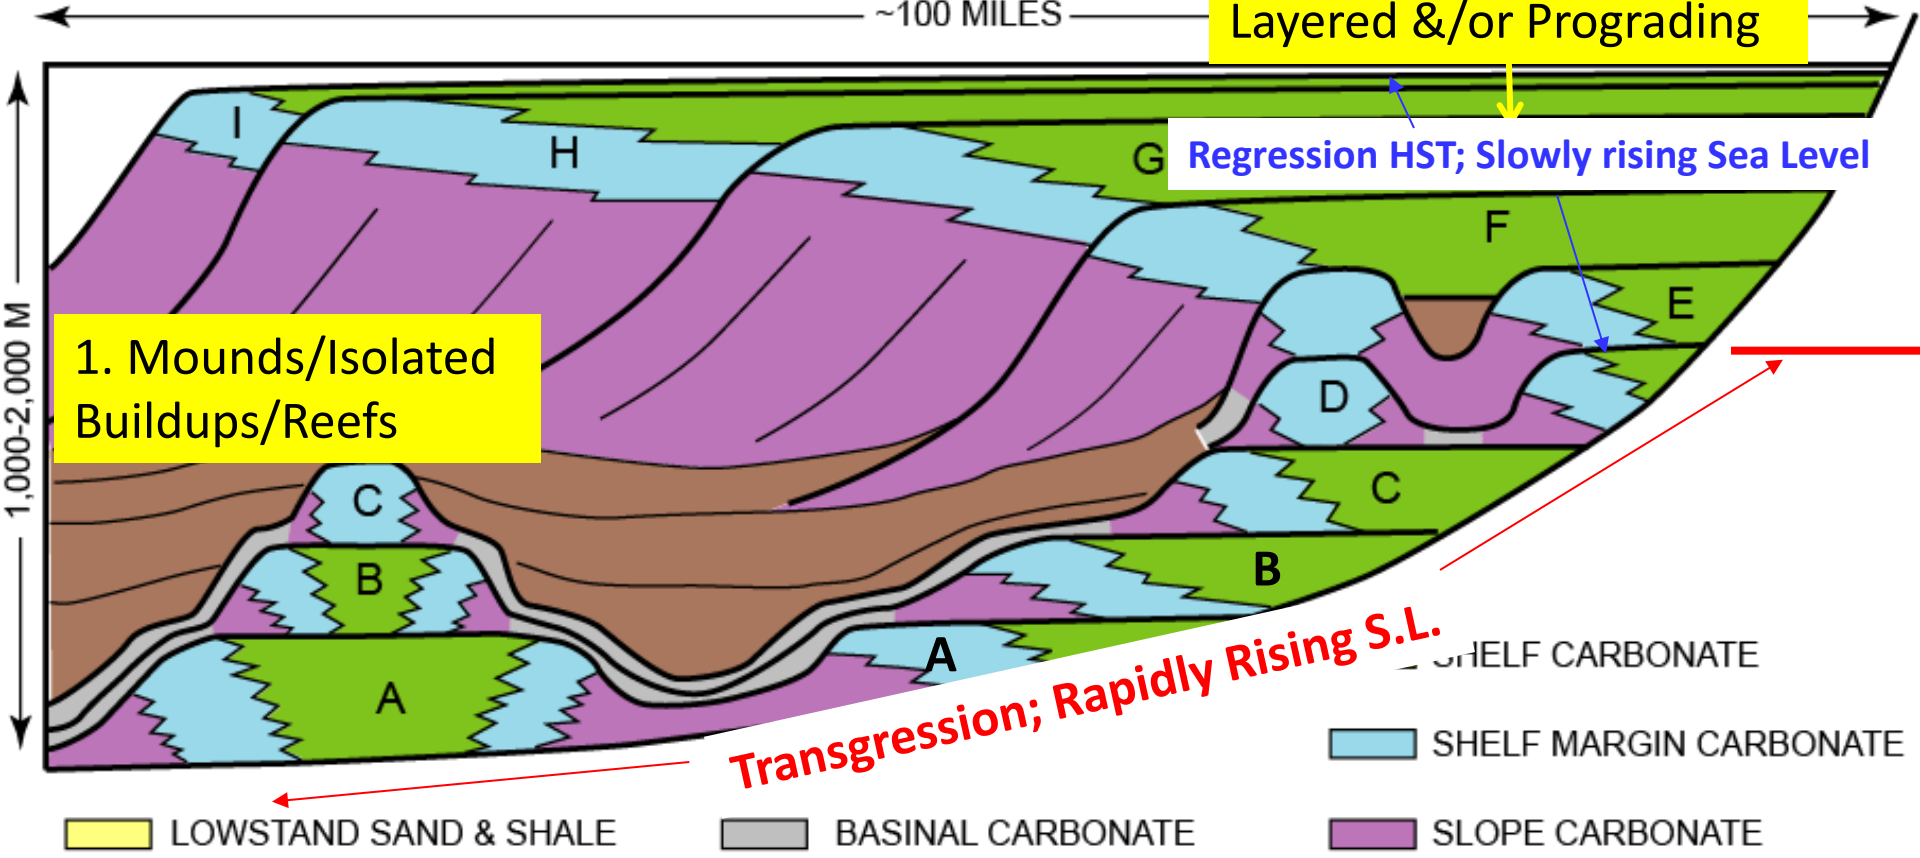 ~100 MILES
Layered &/or Prograding
I
H
G
Regression HST; Slowly rising Sea Level
F
E
1,000-2,000 M
1. Mounds/Isolated
Buildups/Reefs
D
C
C
B
B
A
A
Transgression; Rapidly Rising S.L.
SHELF CARBONATE
SHELF MARGIN CARBONATE
LOWSTAND SAND & SHALE
BASINAL CARBONATE
SLOPE CARBONATE